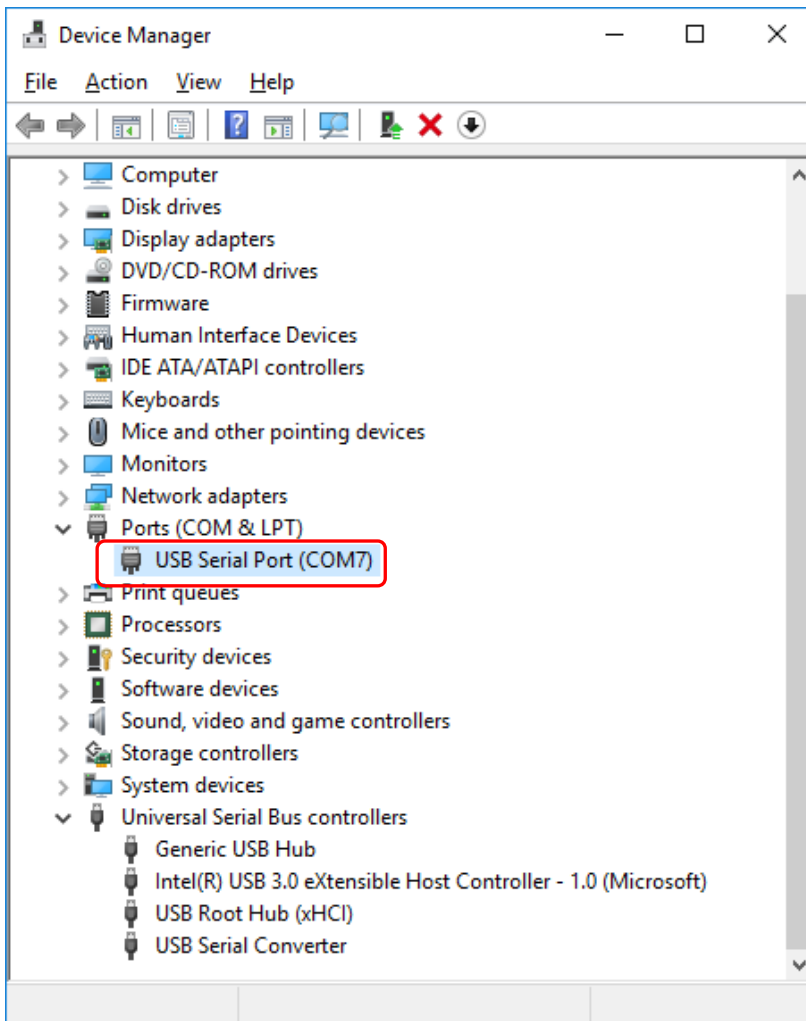 Device Manager
File Action View Help
Computer
Disk drives
Display adapters
DVD/CD-ROM drives
Firmware
Human Interface Devices
IDE ATA/ATAPI controllers
Keyboards
Mice and other pointing devices
Monitors
Network adapters
Ports (COM & LPT)
USB Serial Port (COM7)
Print queues
Processors
Security devices
Software devices
Sound, video and game controllers
Storage controllers
System devices
Universal Serial Bus controllers
Generic USB Hub
Intel(R) USB 3.0 eXtensible Host Controller - 1.0 (Microsoft)
USB Root Hub (xHCI)
USB Serial Converter